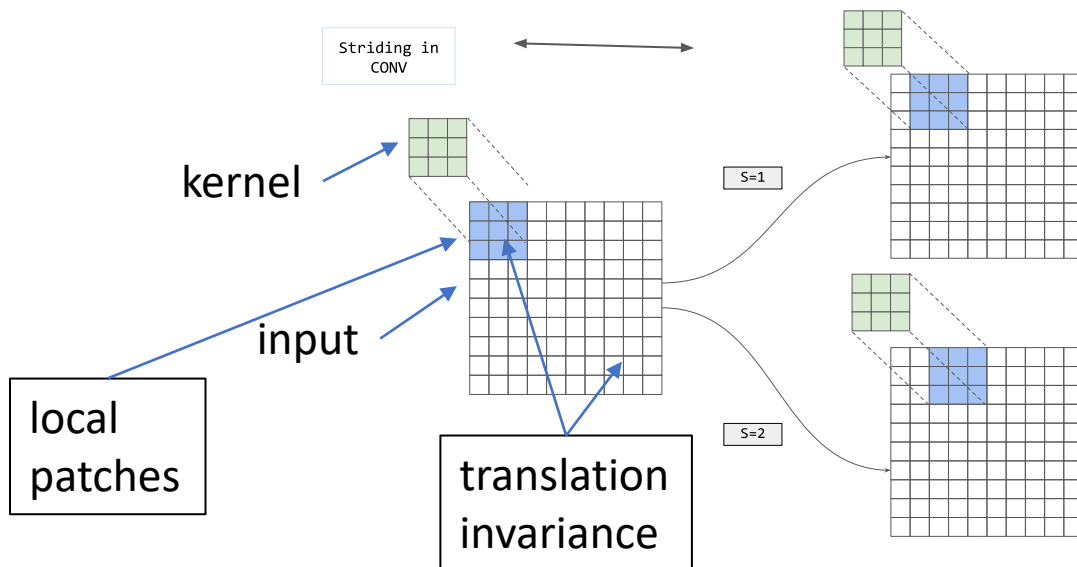 Striding in
CONV
kernel
S=1
input
local
patches
S=2
translation
invariance